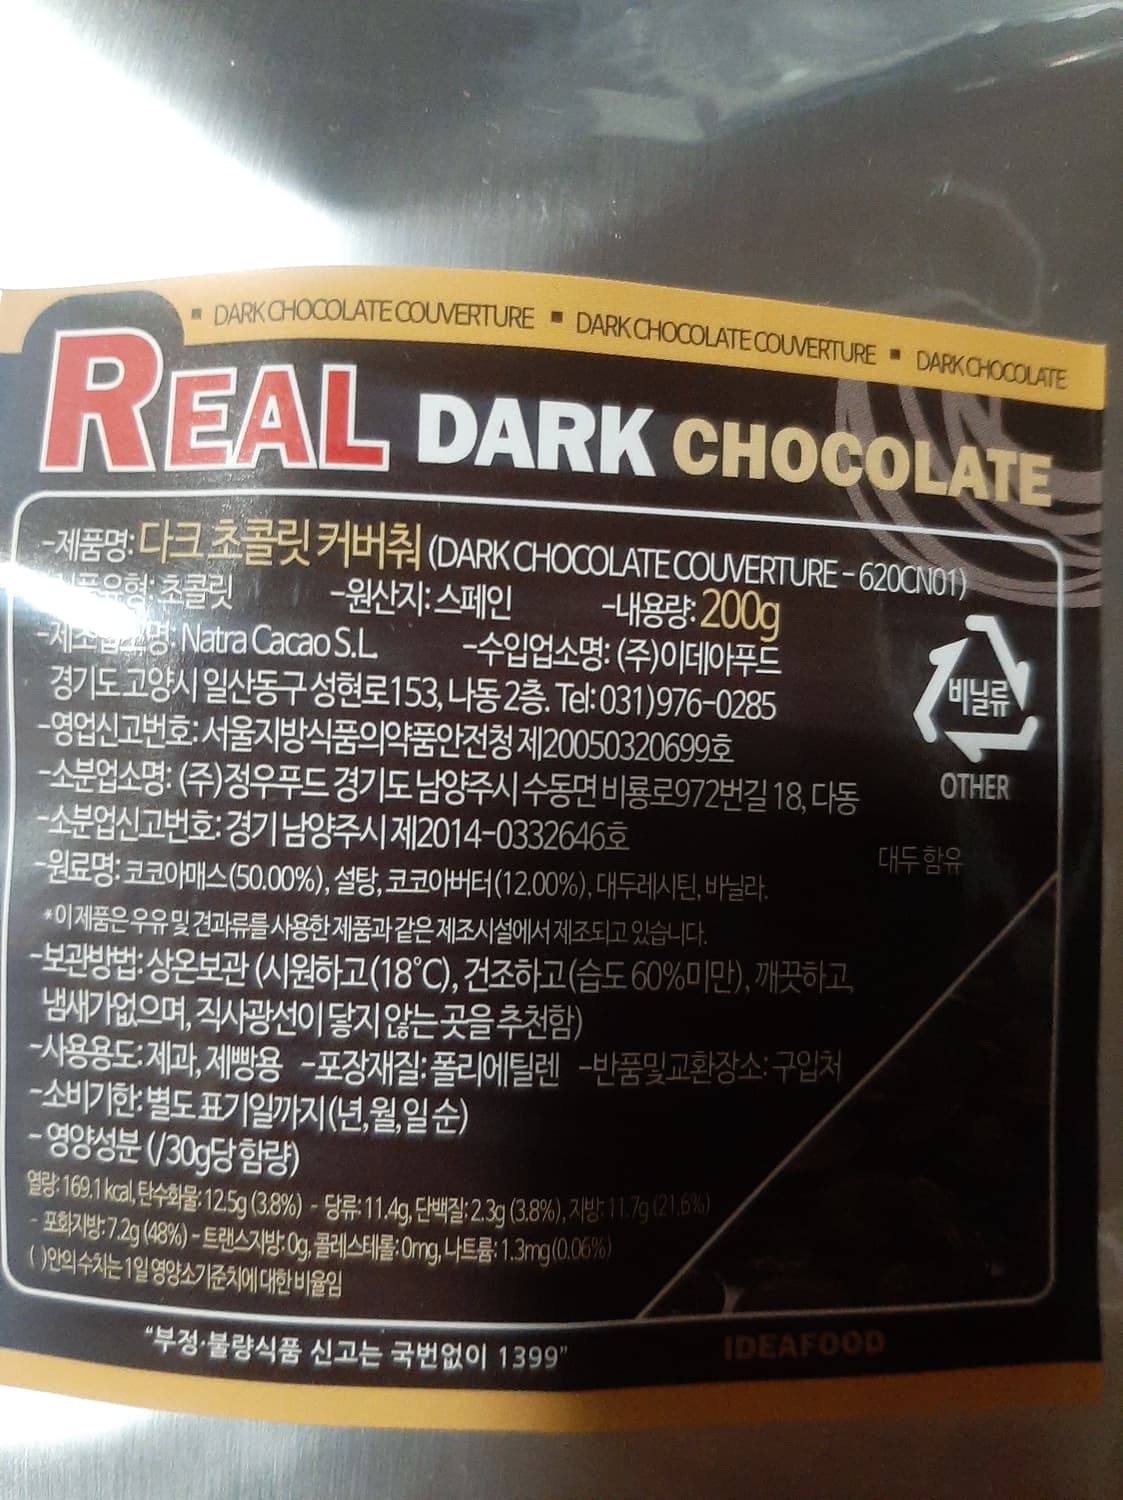 ▪ DARK CHOCOLATE COUVERTURE ▪ DARK CHOCOLATE COUVERTURE ▪ DARK CHOCOLATE
REAL DARK CHOCOLATE
-제품명: 다크 초콜릿 커버춰 (DARK CHOCOLATE COUVERTURE - 620CN01)
초콜릿 -원산지: 스페인 -내용량: 200g
Natra Cacao S.L -수입업소명: (주)이데아푸드
경기도 고양시 일산동구 성현로153, 나동 2층. Tel: 031)976-0285
-영업신고번호: 서울지방식품의약품안전청 제20050320699호
-소분업소명: (주)정우푸드 경기도 남양주시 수동면 비룡로972번길 18, 다동
-소분업신고번호: 경기 남양주시 제2014-0332646호
-원료명: 코코아매스(50.00%), 설탕, 코코아버터(12.00%), 대두레시틴, 바닐라.
*이 제품은 우유 및 견과류를 사용한 제품과 같은 제조시설에서 제조되고 있습니다.
-보관방법: 상온보관 (시원하고(18℃), 건조하고(습도 60%미만), 깨끗하고,
냄새가없으며, 직사광선이 닿지 않는 곳을 추천함)
-사용용도: 제과, 제빵용 -포장재질: 폴리에틸렌 -반품및교환장소: 구입처
-소비기한: 별도 표기일까지(년,월,일 순)
- 영양성분 (/30g당 함량)
열량: 169.1 kcal, 탄수화물: 12.5g (3.8%) - 당류: 11.4g, 단백질: 2.3g (3.8%), 지방: 11.7g (21.6%)
- 포화지방: 7.2g (48%) - 트랜스지방: 0g, 콜레스테롤: 0mg, 나트륨: 1.3mg (0.06%)
( )안의 수치는 1일 영양소기준치에 대한 비율임
비닐류
OTHER
대두 함유
"부정·불량식품 신고는 국번없이 1399"
IDEAFOOD